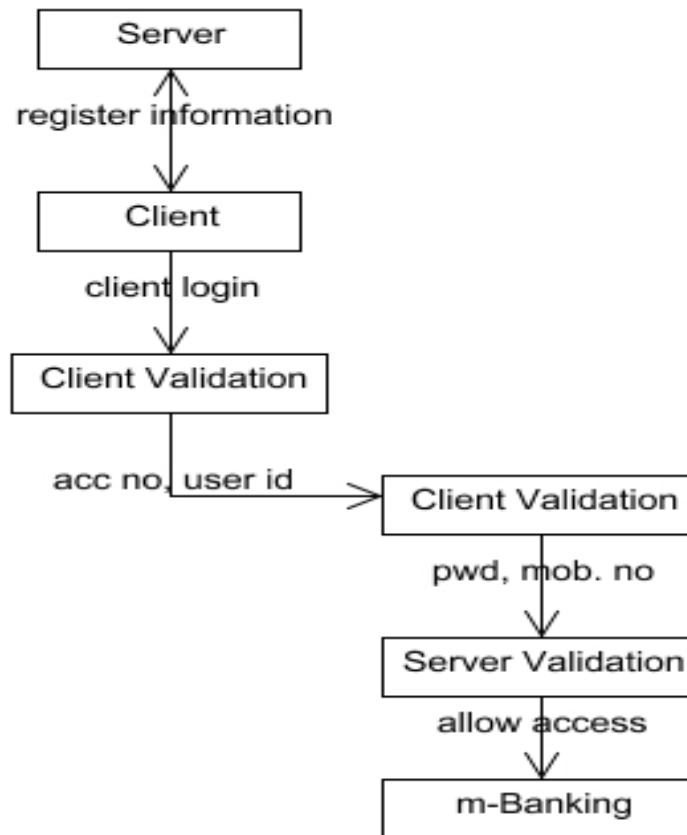 Server
register information
Client
client login
Client Validation
acc no, user id
Client Validation
pwd, mob. no
Server Validation
allow access
m-Banking